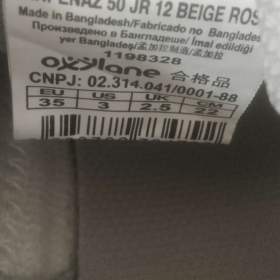 PENAZ 50 JR 12 BEIGE ROS
Made in Bangladesh/Fabricado no Banglades
Произведено в Бангладеше/ İmal edildiği
yer Bangladeş/孟加拉制造/孟加拉
1198328
oxylane 合格品
CNPJ: 02.314.041/0001-88
EU US UK CM
35 3 2.5 22